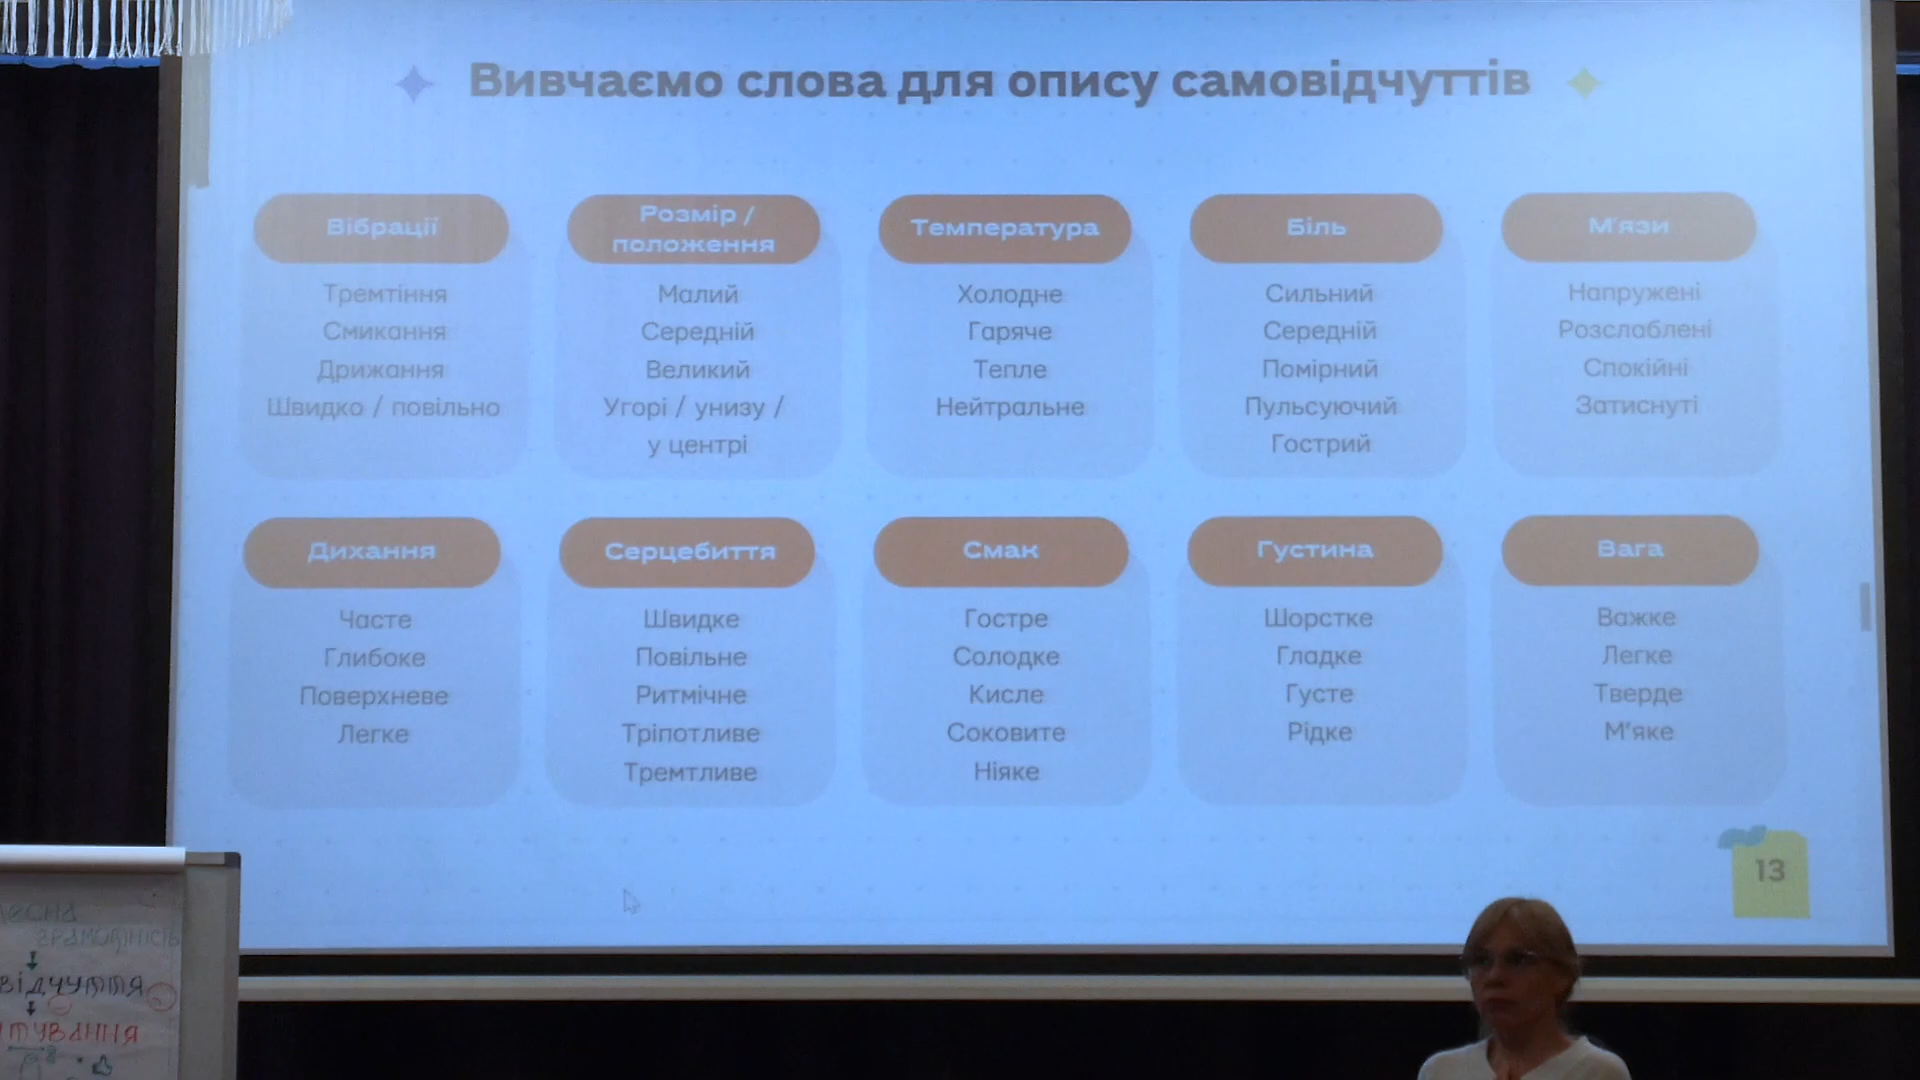 Вивчаємо слова для опису самовідчуттів
Вібрації
Тремтіння
Смикання
Дрижання
Швидко / повільно
Розмір /
положення
Малий
Середній
Великий
Угорі / унизу /
у центрі
Температура
Холодне
Гаряче
Тепле
Нейтральне
Біль
Сильний
Середній
Помірний
Пульсуючий
Гострий
М'язи
Напружені
Розслаблені
Спокійні
Затиснуті
Дихання
Часте
Глибоке
Поверхневе
Легке
Серцебиття
Швидке
Повільне
Ритмічне
Тріпотливе
Тремтливе
Смак
Гостре
Солодке
Кисле
Соковите
Ніяке
Густина
Шорстке
Гладке
Густе
Рідке
Вага
Важке
Легке
Тверде
М'яке
13
грамотність
відчуття